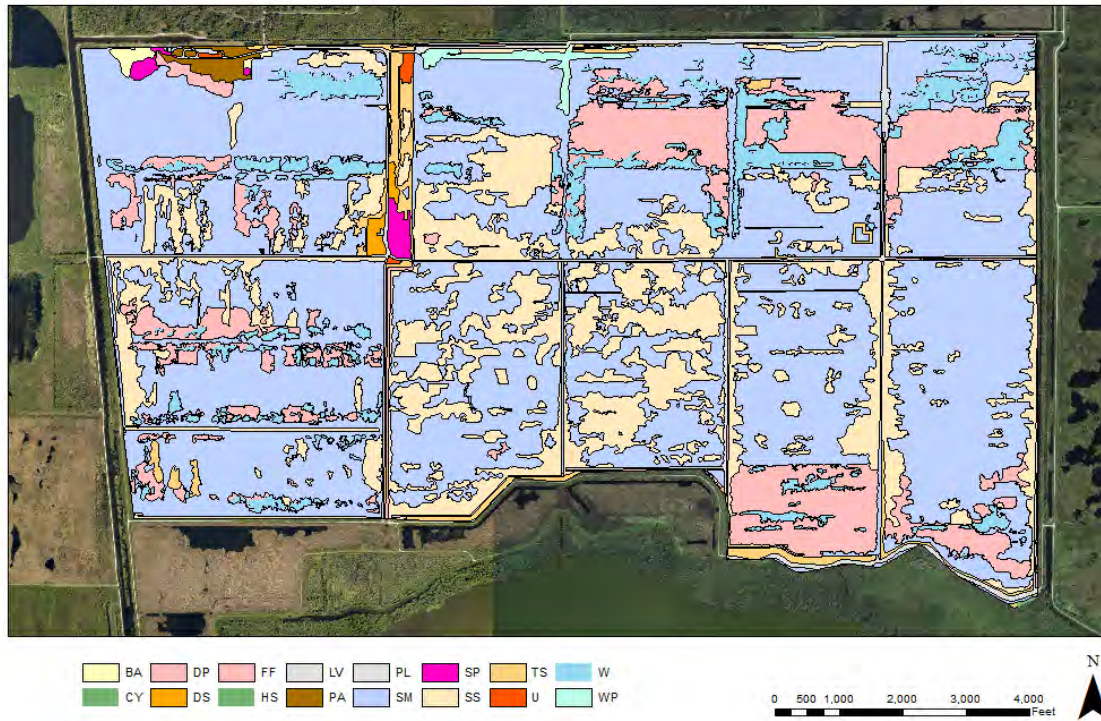 BA DP FF LV PL SP TS W
CY DS HS PA SM SS U WP
N
0 500 1,000 2,000 3,000 4,000
Feet